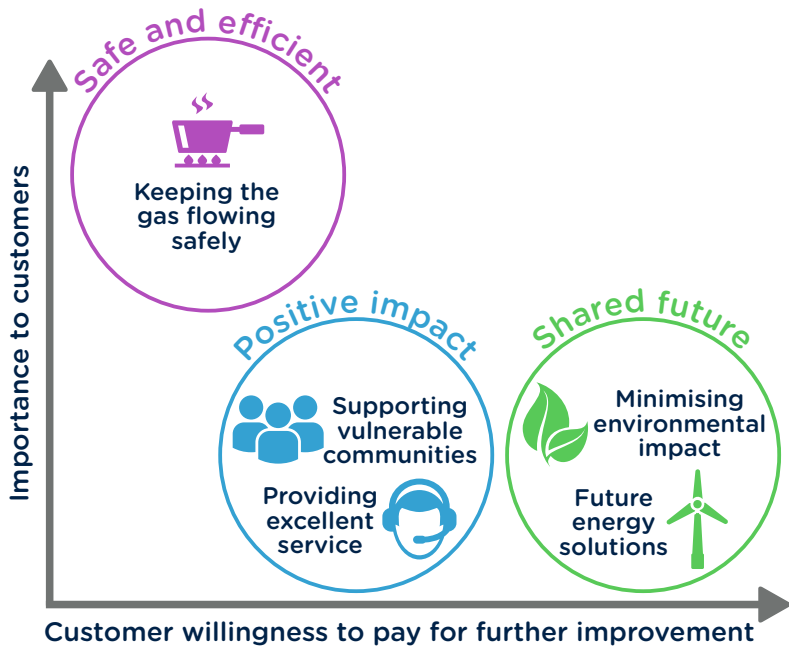 Safe and efficient
Keeping the
gas flowing
safely
Importance to customers
Positive impact
Supporting
vulnerable
communities
Providing
excellent
service
Shared future
Minimising
environmental
impact
Future
energy
solutions
Customer willingness to pay for further improvement